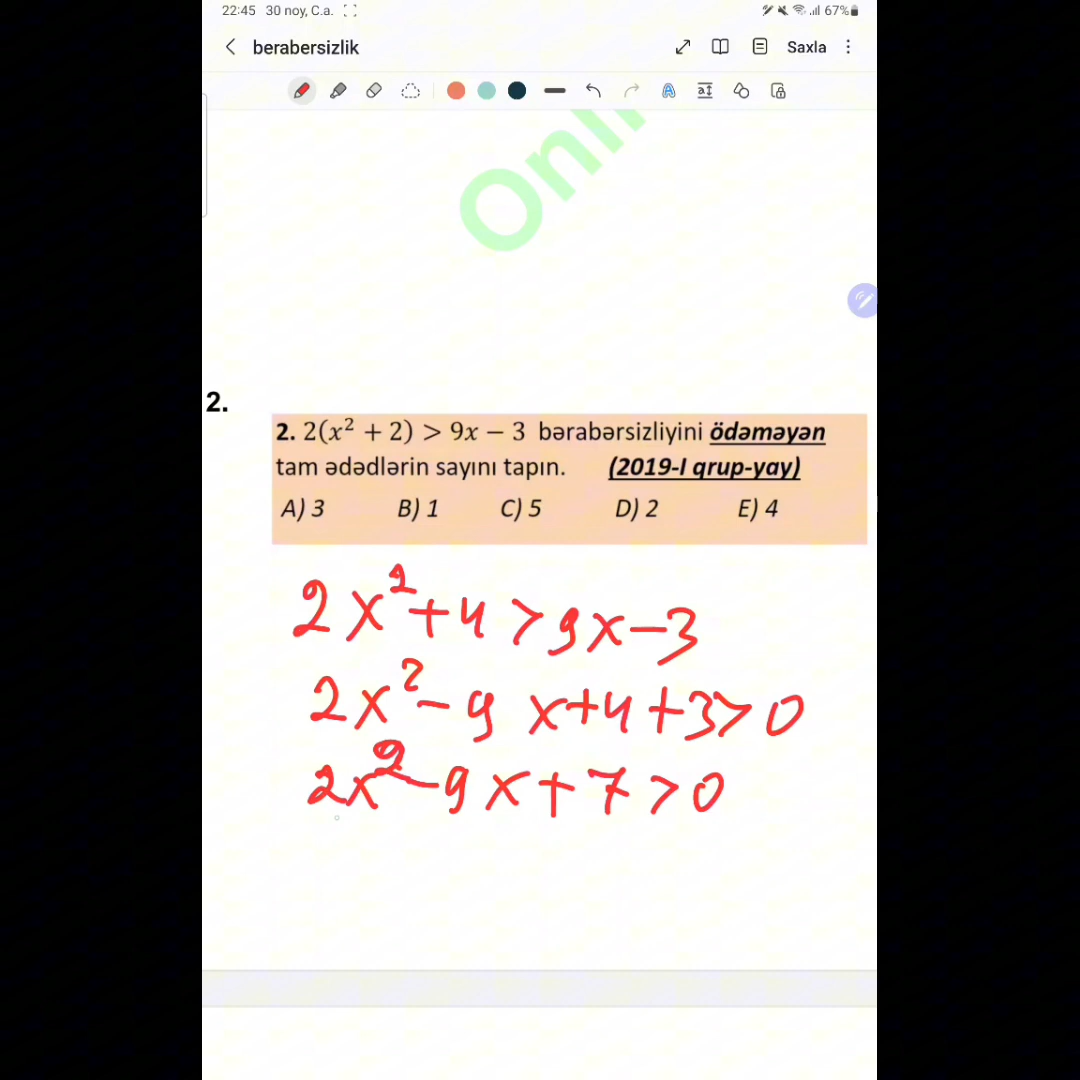 22:45 30 noy, C.a. 67%
berabersizlik Saxla
Onli
2.
2. 2(x² + 2) > 9x − 3 bərabərsizliyini ödəməyən
tam ədədlərin sayını tapın. (2019-I qrup-yay)
A) 3 B) 1 C) 5 D) 2 E) 4
2x²+4>9x−3
2x²−9x+4+3>0
2x²−9x+7>0